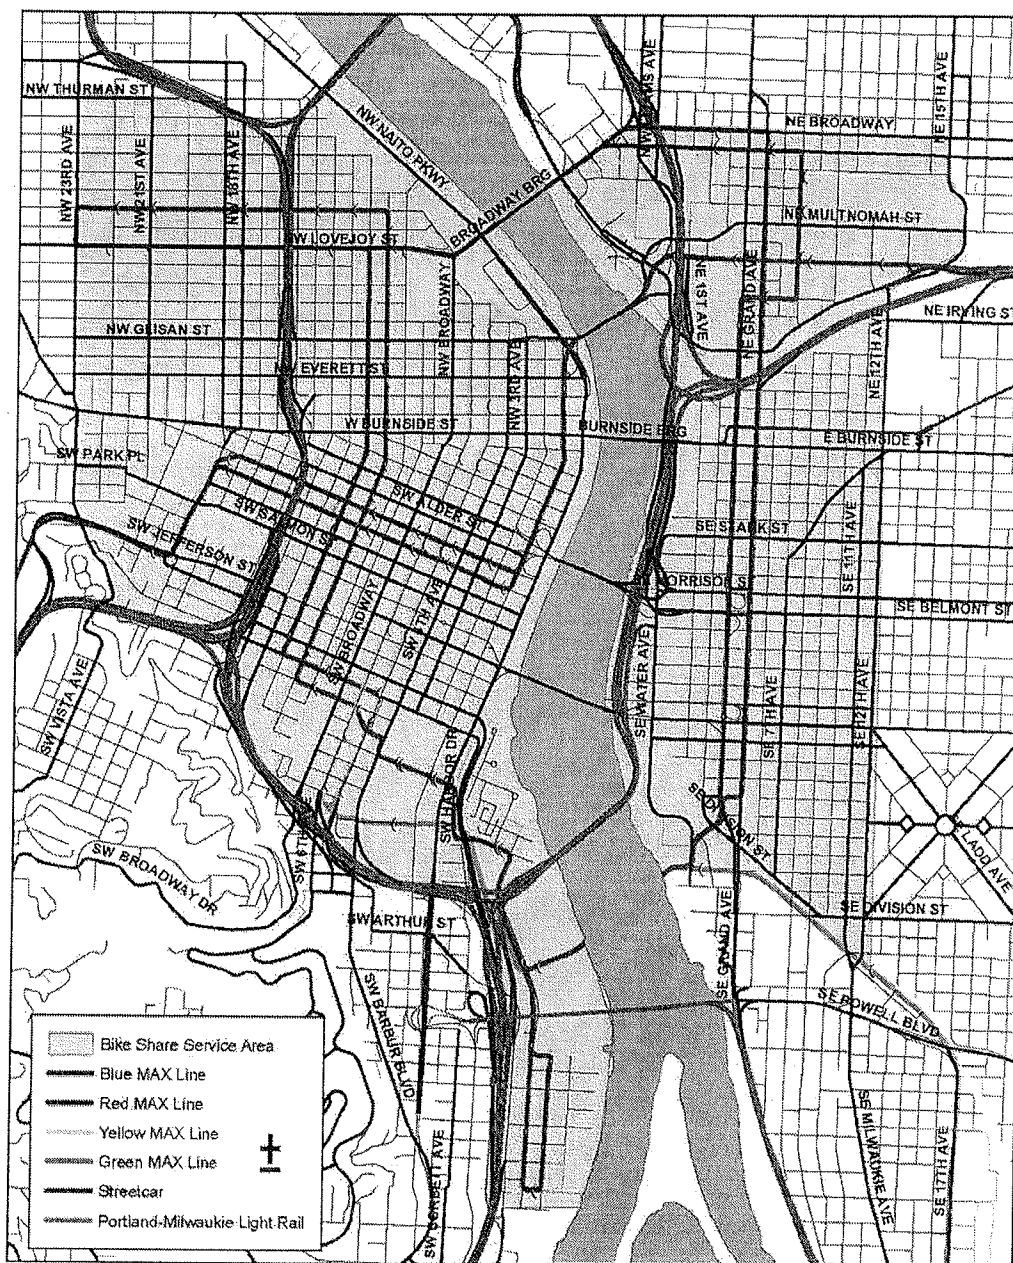 NW THURMAN ST
NW 23RD AVE
NW 21ST AVE
NW 18TH AVE
NW NAITO PKWY
NE BROADWAY
NE 15TH AVE
BROADWAY BRG
NE MULTNOMAH ST
W LOVEJOY ST
NW BROADWAY
NE 1ST AVE
NE GRAND AVE
NE IRVING ST
NW GLISAN ST
NE 12TH AVE
NW EVERETT ST
NW 3RD AVE
W BURNSIDE ST
BURNSIDE BRG
E BURNSIDE ST
SW PARK PL
SW ALDER ST
SW SALMON ST
SE STARK ST
SW JEFFERSON ST
SE 11TH AVE
SE MORRISON S
SE BELMONT ST
SW BROADWAY
SE WATER AVE
SE 12TH AVE
SE 7TH AVE
SW VISTA AVE
SW HARBOR DR
SE DIVISION ST
LADD AVE
SW BROADWAY DR
SW ARTHUR ST
SE DIVISION ST
SE GRAND AVE
SW BARBUR BLVD
SE POWELL BLVD
SE MILWAUKIE AVE
SE 17TH AVE
SW CORBETT AVE
Bike Share Service Area
Blue MAX Line
Red MAX Line
Yellow MAX Line
Green MAX Line
Streetcar
Portland-Milwaukie Light Rail